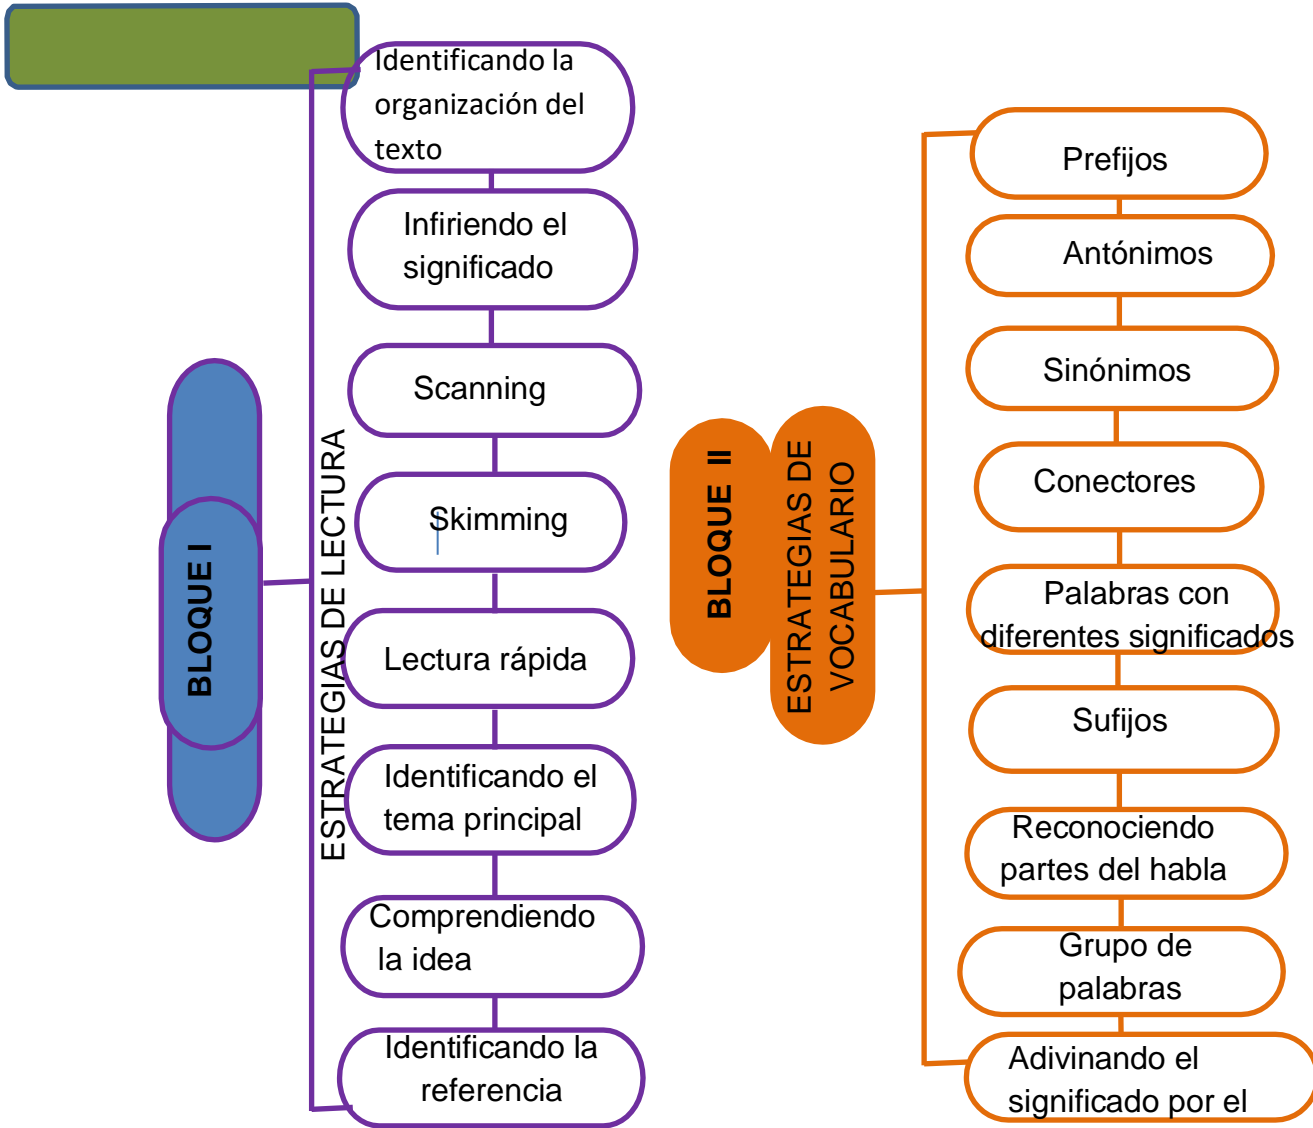 BLOQUE I
ESTRATEGIAS DE LECTURA
Identificando la
organización del
texto
Infiriendo el
significado
Scanning
Skimming
Lectura rápida
Identificando el
tema principal
Comprendiendo
la idea
Identificando la
referencia
BLOQUE II
ESTRATEGIAS DE
VOCABULARIO
Prefijos
Antónimos
Sinónimos
Conectores
Palabras con
diferentes significados
Sufijos
Reconociendo
partes del habla
Grupo de
palabras
Adivinando el
significado por el